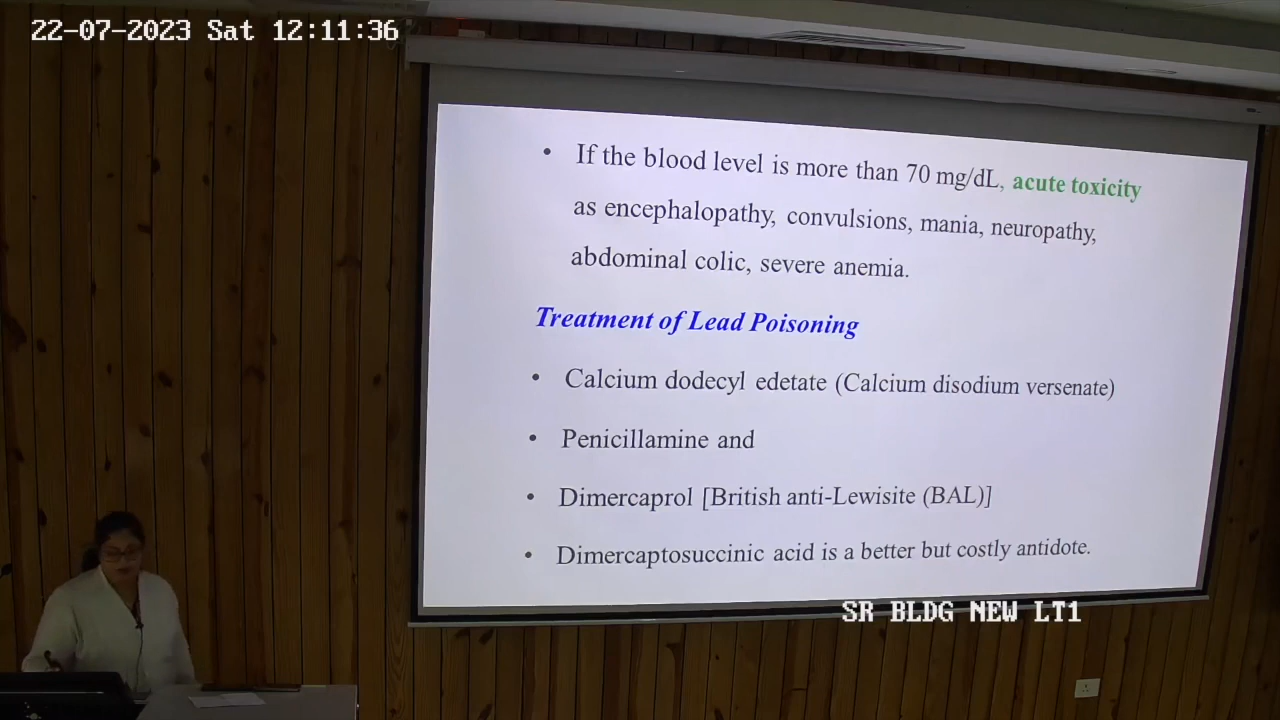 22-07-2023 Sat 12:11:36
• If the blood level is more than 70 mg/dL, acute toxicity
as encephalopathy, convulsions, mania, neuropathy,
abdominal colic, severe anemia.
Treatment of Lead Poisoning
• Calcium dodecyl edetate (Calcium disodium versenate)
• Penicillamine and
• Dimercaprol [British anti-Lewisite (BAL)]
• Dimercaptosuccinic acid is a better but costly antidote.
SR BLDG NEW LT1